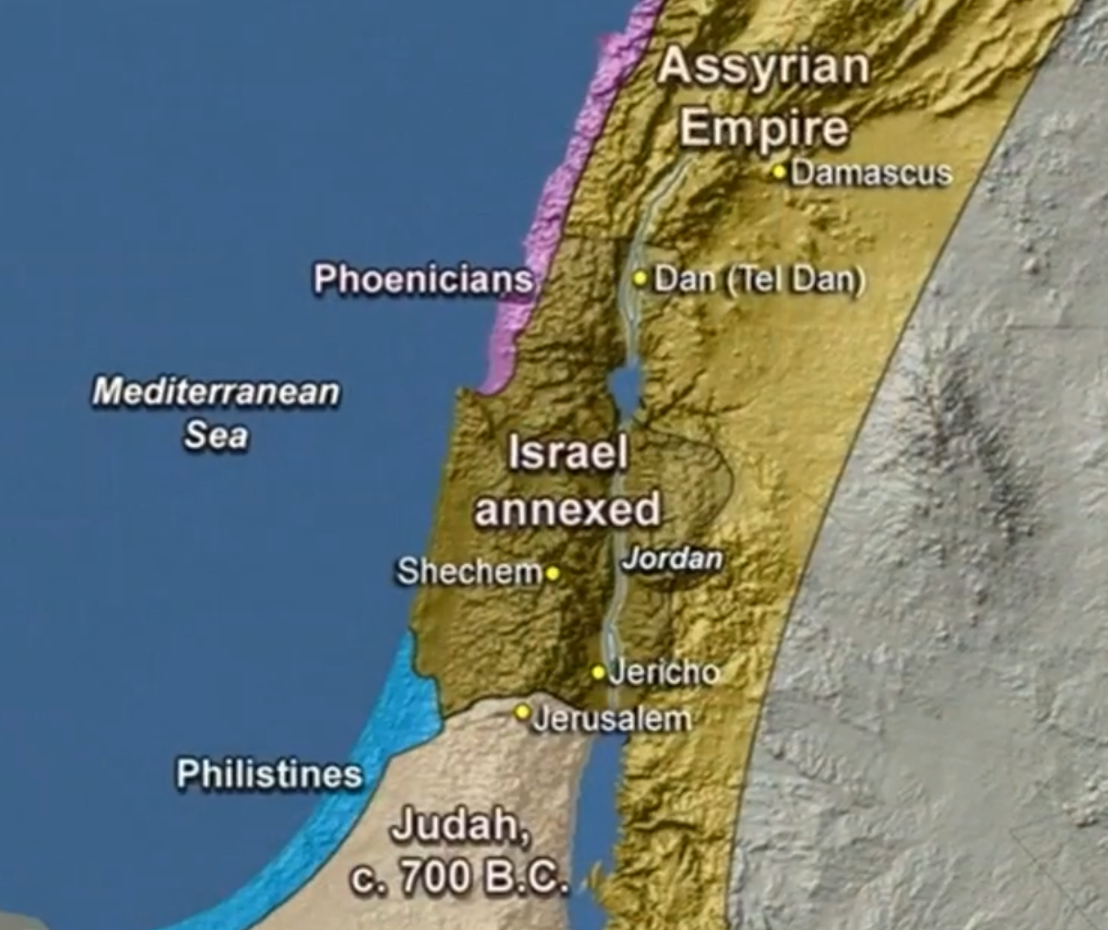 Assyrian
Empire
Damascus
Phoenicians
Dan (Tel Dan)
Mediterranean
Sea
Israel
annexed
Jordan
Shechem
Jericho
Jerusalem
Philistines
Judah,
c. 700 B.C.